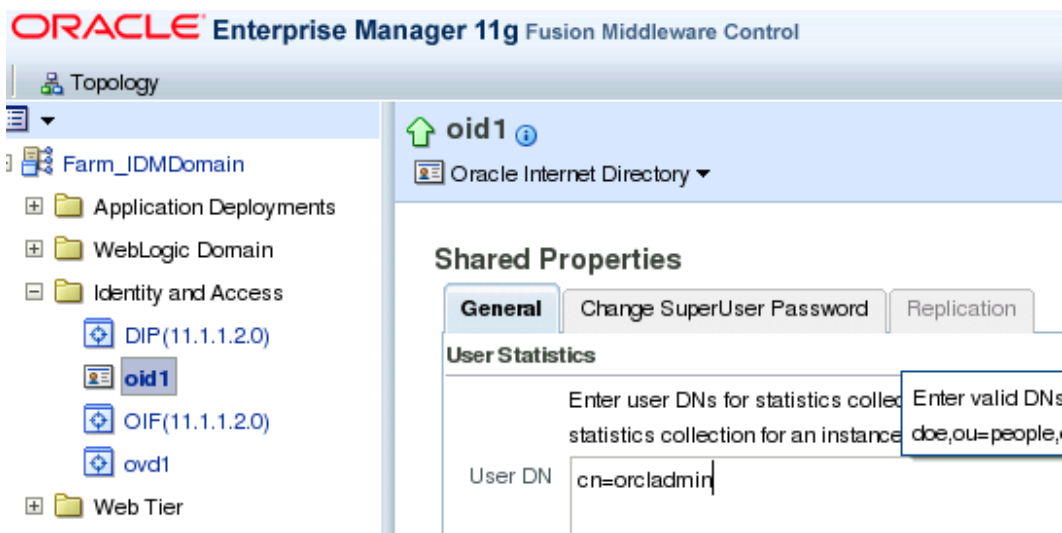 ORACLE Enterprise Manager 11g Fusion Middleware Control
Topology
Farm_IDMDomain
Application Deployments
WebLogic Domain
Identity and Access
DIP(11.1.1.2.0)
oid1
OIF(11.1.1.2.0)
ovd1
Web Tier
oid1
Oracle Internet Directory
Shared Properties
General Change SuperUser Password Replication
User Statistics
Enter user DNs for statistics collec
statistics collection for an instance
Enter valid DNs
doe,ou=people,
User DN cn=orcladmin